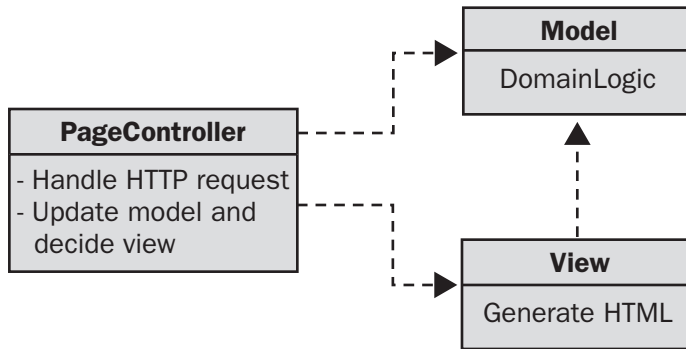 PageController
- Handle HTTP request
- Update model and
decide view
Model
DomainLogic
View
Generate HTML